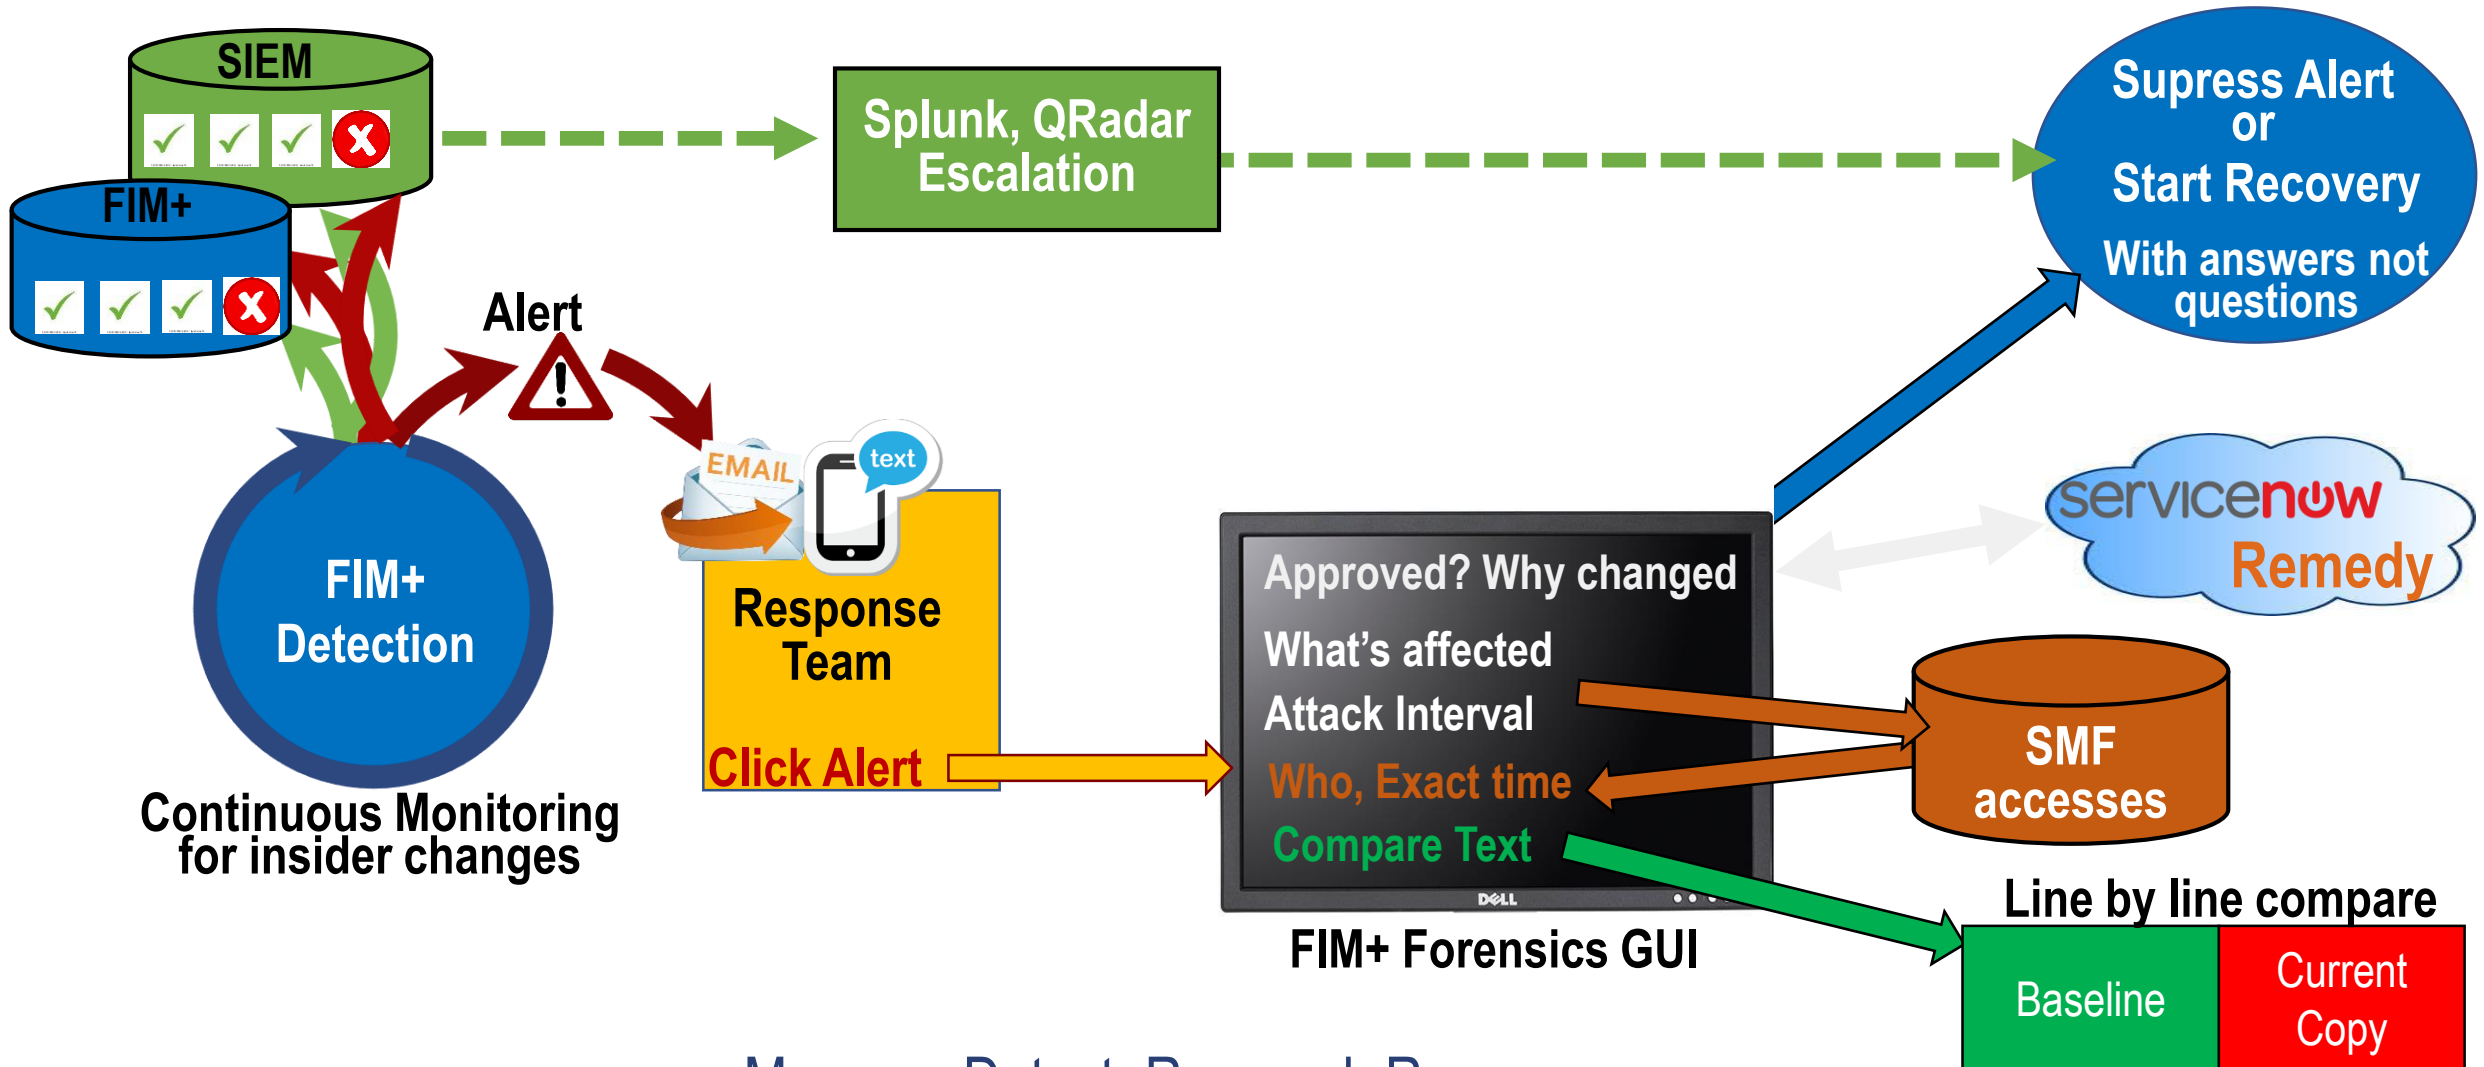 SIEM
FIM+
Splunk, QRadar
Escalation
Supress Alert
or
Start Recovery
With answers not
questions
Alert
EMAIL
text
FIM+
Detection
Continuous Monitoring
for insider changes
Response
Team
Click Alert
Approved? Why changed
What's affected
Attack Interval
Who, Exact time
Compare Text
DELL
FIM+ Forensics GUI
servicenow
Remedy
SMF
accesses
Line by line compare
Baseline
Current
Copy